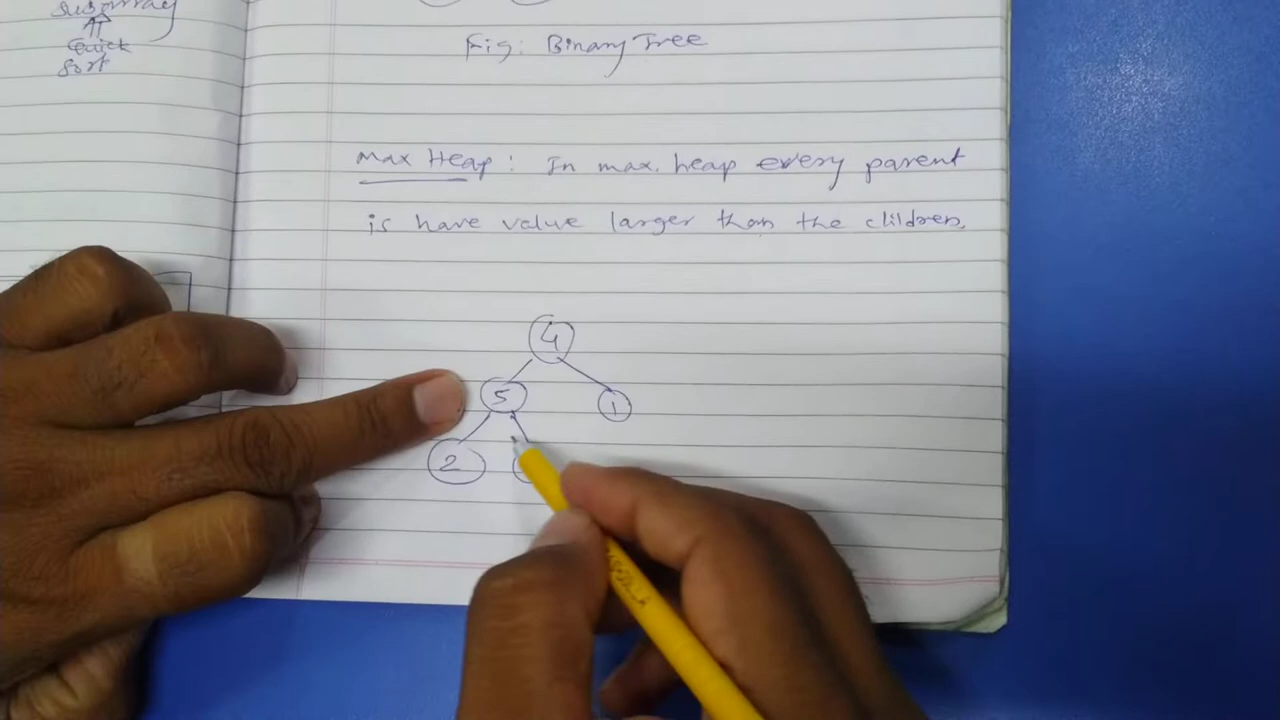 subarray
Quick
Sort
Fig: Binary Tree
Max Heap: In max. heap every parent
is have value larger than the children.
4
5
1
2